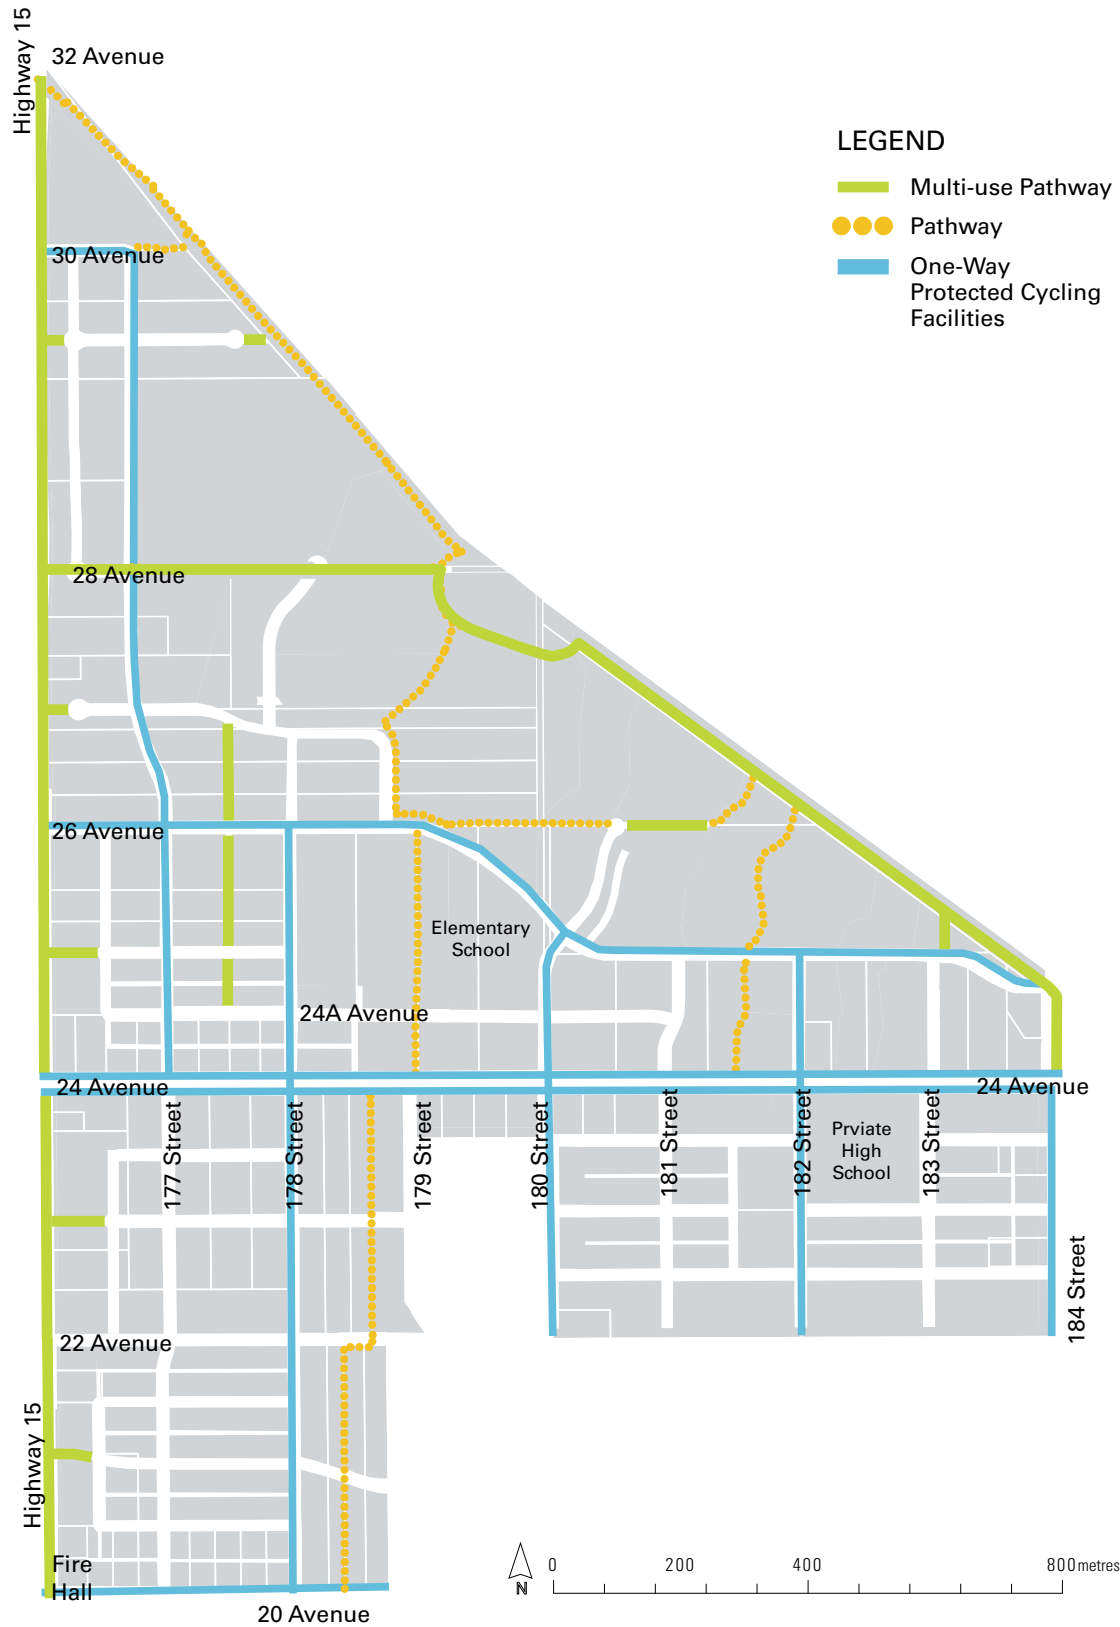 Highway 15
32 Avenue
LEGEND
Multi-use Pathway
Pathway
One-Way
Protected Cycling
Facilities
30 Avenue
28 Avenue
26 Avenue
Elementary
School
24A Avenue
24 Avenue
24 Avenue
177 Street
178 Street
179 Street
180 Street
181 Street
182 Street
Prviate
High
School
183 Street
184 Street
22 Avenue
Highway 15
Fire
Hall
20 Avenue
N
0
200
400
800 metres